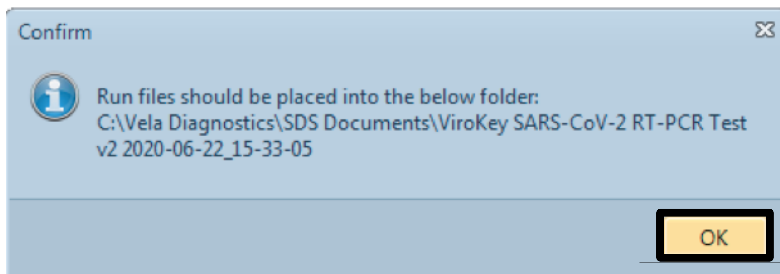 Confirm
Run files should be placed into the below folder:
C:\Vela Diagnostics\SDS Documents\ViroKey SARS-CoV-2 RT-PCR Test
v2 2020-06-22_15-33-05
OK